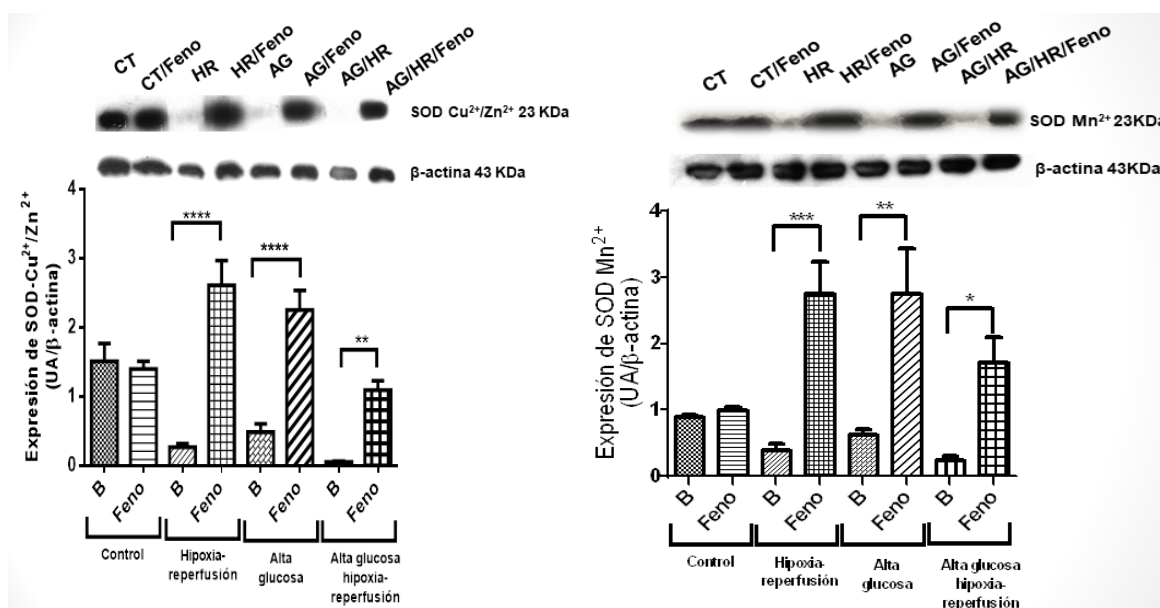 CT
CT/Feno
HR
HR/Feno
AG
AG/Feno
AG/HR
AG/HR/Feno
SOD Cu²⁺/Zn²⁺ 23 KDa
β-actina 43 KDa
Expresión de SOD-Cu²⁺/Zn²⁺
(UA/β-actina)
4
3
2
1
0
****
****
**
B
Feno
B
Feno
B
Feno
B
Feno
Control
Hipoxia-
reperfusión
Alta
glucosa
Alta glucosa
hipoxia-
reperfusión
CT
CT/Feno
HR
HR/Feno
AG
AG/Feno
AG/HR
AG/HR/Feno
SOD Mn²⁺ 23KDa
β-actina 43KDa
Expresión de SOD Mn²⁺
(UA/β-actina)
4
3
2
1
0
***
**
*
B
Feno
B
Feno
B
Feno
B
Feno
Control
Hipoxia-
reperfusión
Alta
glucosa
Alta glucosa
hipoxia-
reperfusión